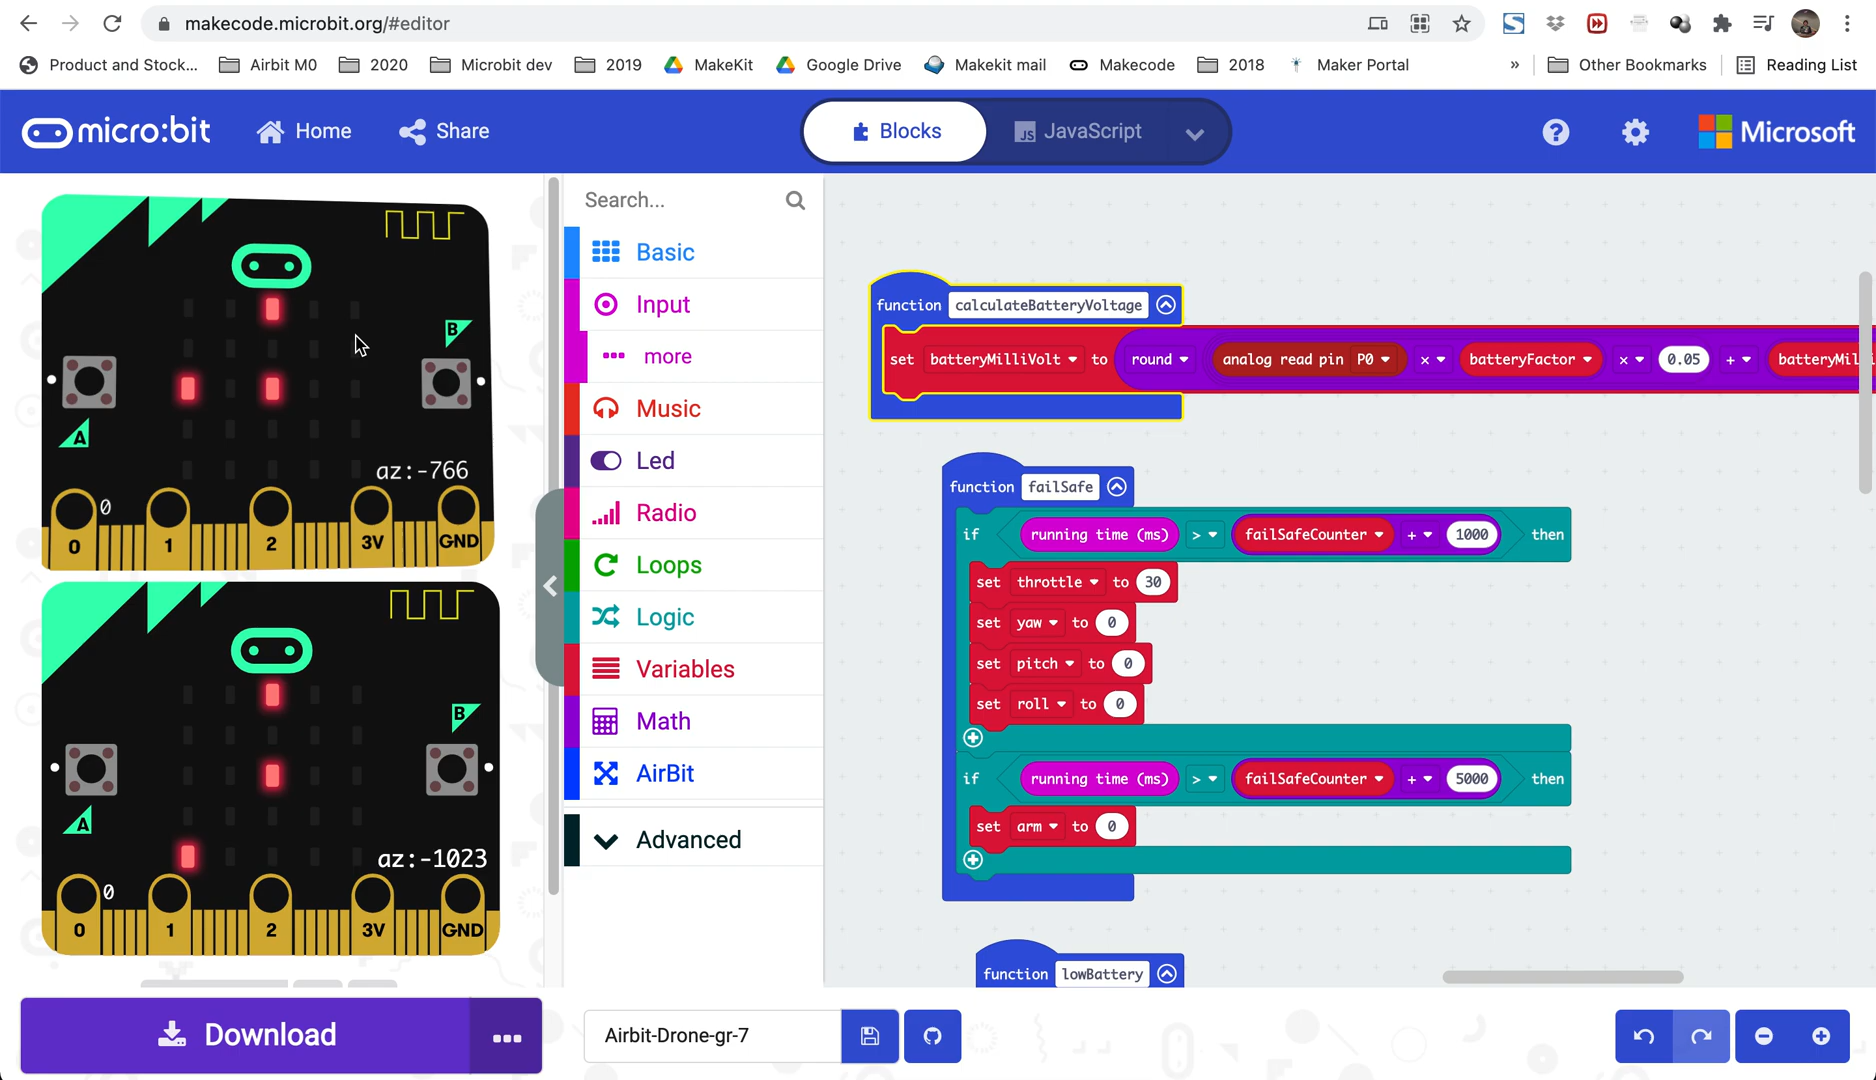 makecode.microbit.org/#editor
Product and Stock... Airbit M0 2020 Microbit dev 2019 MakeKit Google Drive Makekit mail Makecode 2018 Maker Portal » Other Bookmarks Reading List
micro:bit Home Share Blocks JS JavaScript ? Microsoft
B
A
az:-766
0
0 1 2 3V GND
B
A
az:-1023
0
0 1 2 3V GND
Search...
Basic
Input
more
Music
Led
Radio
Loops
Logic
Variables
Math
AirBit
Advanced
function calculateBatteryVoltage
set batteryMilliVolt to round analog read pin P0 × batteryFactor × 0.05 +
function failSafe
if running time (ms) > failSafeCounter + 1000 then
set throttle to 30
set yaw to 0
set pitch to 0
set roll to 0
if running time (ms) > failSafeCounter + 5000 then
set arm to 0
function lowBattery
Download ...
Airbit-Drone-gr-7